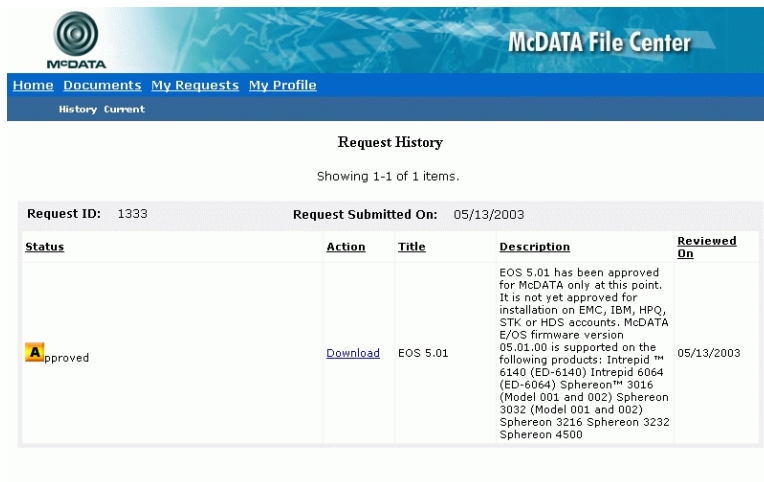 McDATA
McDATA File Center
Home Documents My Requests My Profile
History Current
Request History
Showing 1-1 of 1 items.
Request ID: 1333 Request Submitted On: 05/13/2003
Status Action Title Description Reviewed
On
EOS 5.01 has been approved
for McDATA only at this point.
It is not yet approved for
installation on EMC, IBM, HPQ,
STK or HDS accounts. McDATA
E/OS firmware version
05.01.00 is supported on the
Approved Download EOS 5.01 following products: Intrepid ™ 05/13/2003
6140 (ED-6140) Intrepid 6064
(ED-6064) Sphereon™ 3016
(Model 001 and 002) Sphereon
3032 (Model 001 and 002)
Sphereon 3216 Sphereon 3232
Sphereon 4500